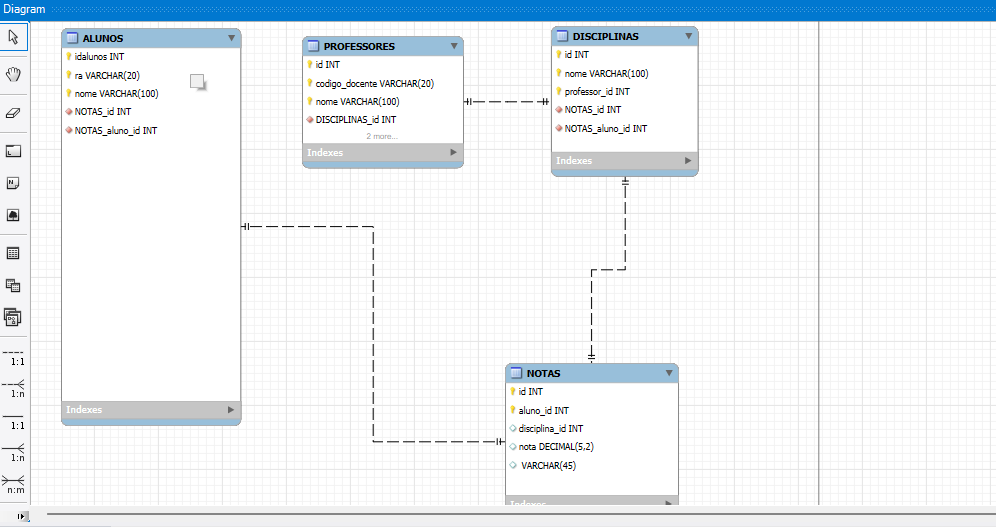 Diagram
ALUNOS
idalunos INT
ra VARCHAR(20)
nome VARCHAR(100)
NOTAS_id INT
NOTAS_aluno_id INT
Indexes
PROFESSORES
id INT
codigo_docente VARCHAR(20)
nome VARCHAR(100)
DISCIPLINAS_id INT
2 more...
Indexes
DISCIPLINAS
id INT
nome VARCHAR(100)
professor_id INT
NOTAS_id INT
NOTAS_aluno_id INT
Indexes
NOTAS
id INT
aluno_id INT
disciplina_id INT
nota DECIMAL(5,2)
VARCHAR(45)
Indexes
1:1
1:n
1:1
1:n
n:m